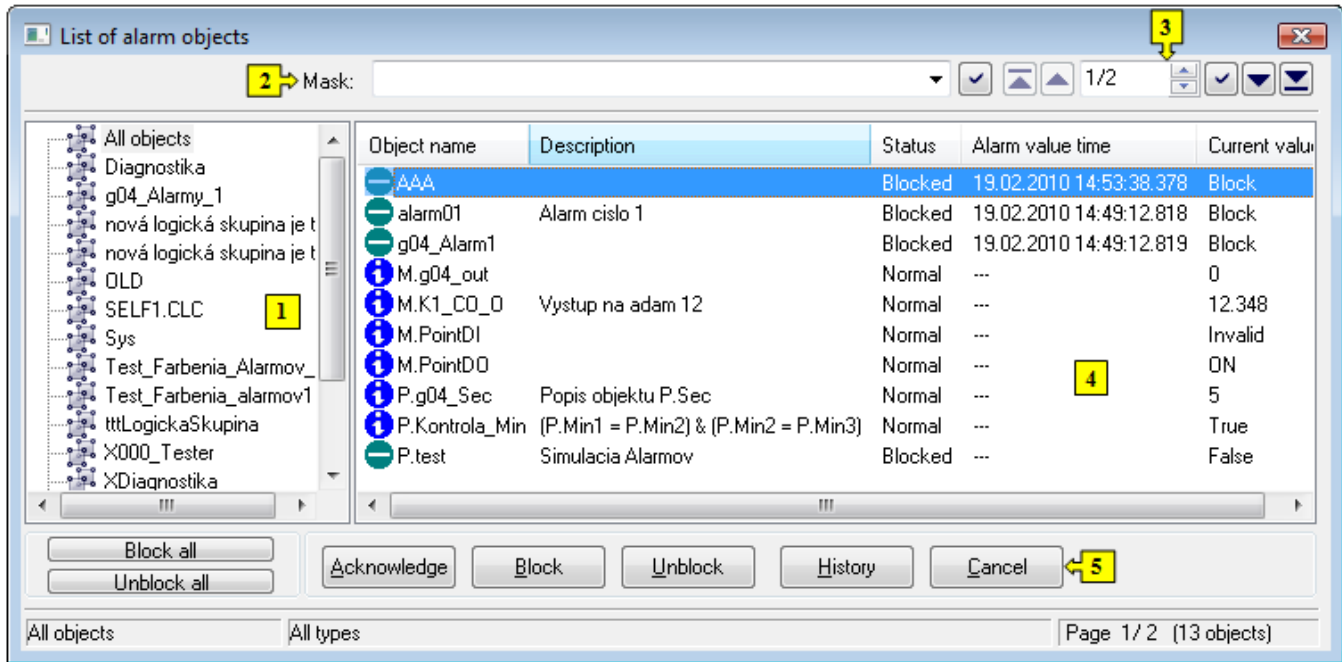 List of alarm objects
3
2 Mask: 1/2
All objects
Diagnostika
g04_Alarmy_1
nová logická skupina je t
nová logická skupina je t
OLD
SELF1.CLC
1
Sys
Test_Farbenia_Alarmov_
Test_Farbenia_alarmov1
tttLogickaSkupina
X000_Tester
XDiagnostika
Object name Description Status Alarm value time Current valu
AAA Blocked 19.02.2010 14:53:38.378 Block
alarm01 Alarm cislo 1 Blocked 19.02.2010 14:49:12.818 Block
g04_Alarm1 Blocked 19.02.2010 14:49:12.819 Block
M.g04_out Normal --- 0
M.K1_CO_O Vystup na adam 12 Normal --- 12.348
M.PointDI Normal --- Invalid
M.PointDO Normal --- ON
4
P.g04_Sec Popis objektu P.Sec Normal --- 5
P.Kontrola_Min (P.Min1 = P.Min2) & (P.Min2 = P.Min3) Normal --- True
P.test Simulacia Alarmov Blocked --- False
Block all
Unblock all
Acknowledge Block Unblock History Cancel 5
All objects All types Page 1/ 2 (13 objects)